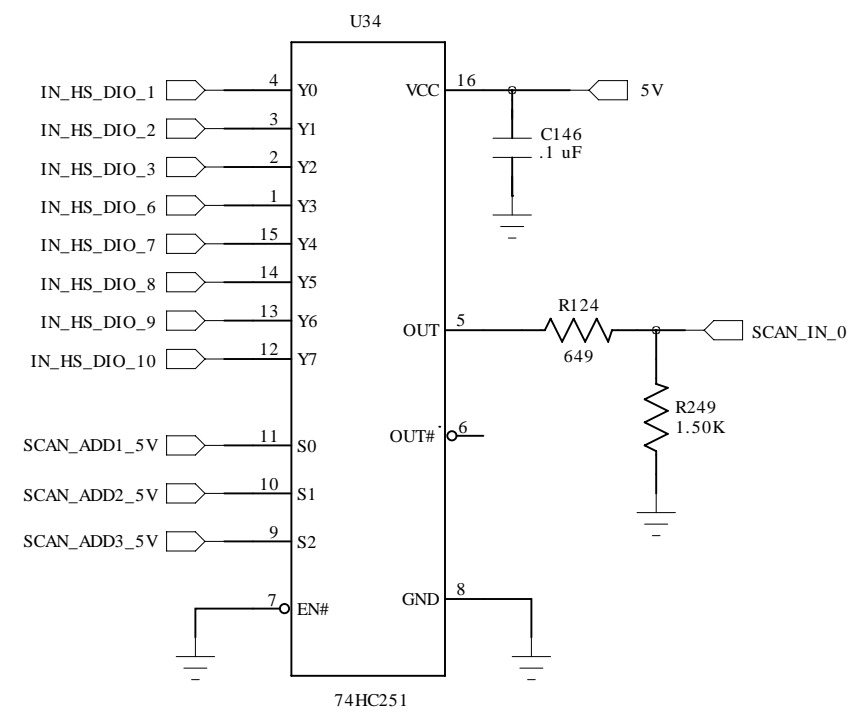 U34
IN_HS_DIO_1 4 Y0 VCC 16 5V
IN_HS_DIO_2 3 Y1
C146
.1 uF
IN_HS_DIO_3 2 Y2
IN_HS_DIO_6 1 Y3
IN_HS_DIO_7 15 Y4
IN_HS_DIO_8 14 Y5
R124
IN_HS_DIO_9 13 Y6
OUT 5 SCAN_IN_0
649
IN_HS_DIO_10 12 Y7
R249
1.50K
OUT# 6
SCAN_ADD1_5V 11 S0
SCAN_ADD2_5V 10 S1
SCAN_ADD3_5V 9 S2
7 EN# GND 8
74HC251